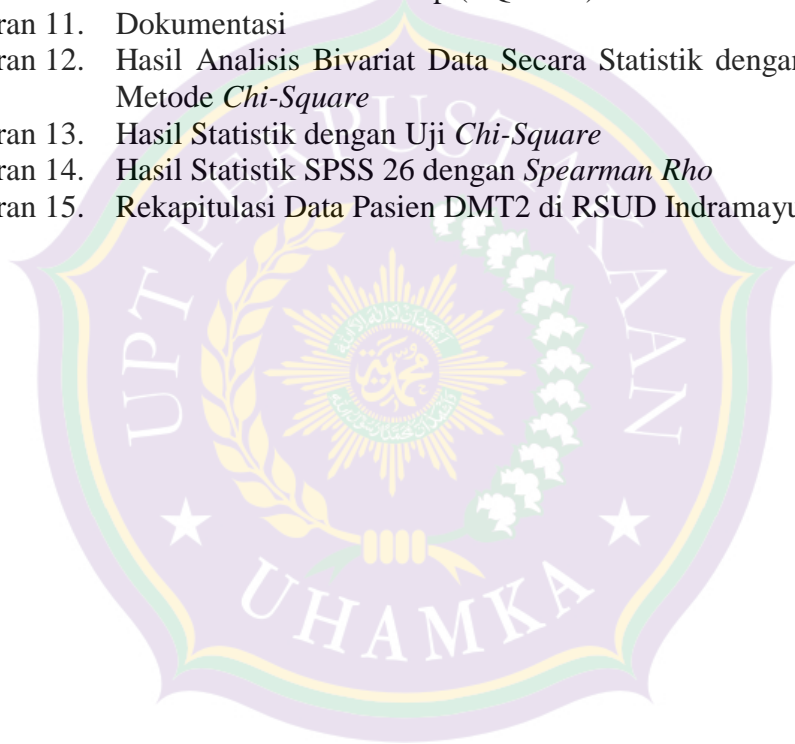 ran 11. Dokumentasi
ran 12. Hasil Analisis Bivariat Data Secara Statistik dengan
Metode Chi-Square
ran 13. Hasil Statistik dengan Uji Chi-Square
ran 14. Hasil Statistik SPSS 26 dengan Spearman Rho
ran 15. Rekapitulasi Data Pasien DMT2 di RSUD Indramayu
UPT PERPUSTAKAAN
UHAMKA